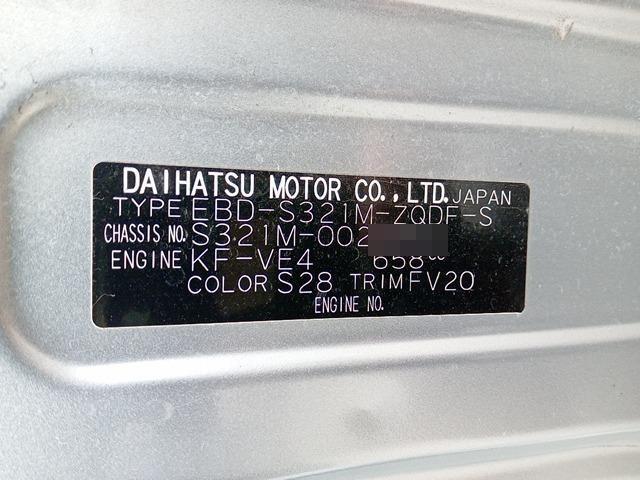 DAIHATSU MOTOR CO.,LTD. JAPAN
TYPE EBD-S321M-ZQDF-S
CHASSIS NO. S321M-002
ENGINE KF-VE4 658cc
COLOR S28 TRIM FV20
ENGINE NO.